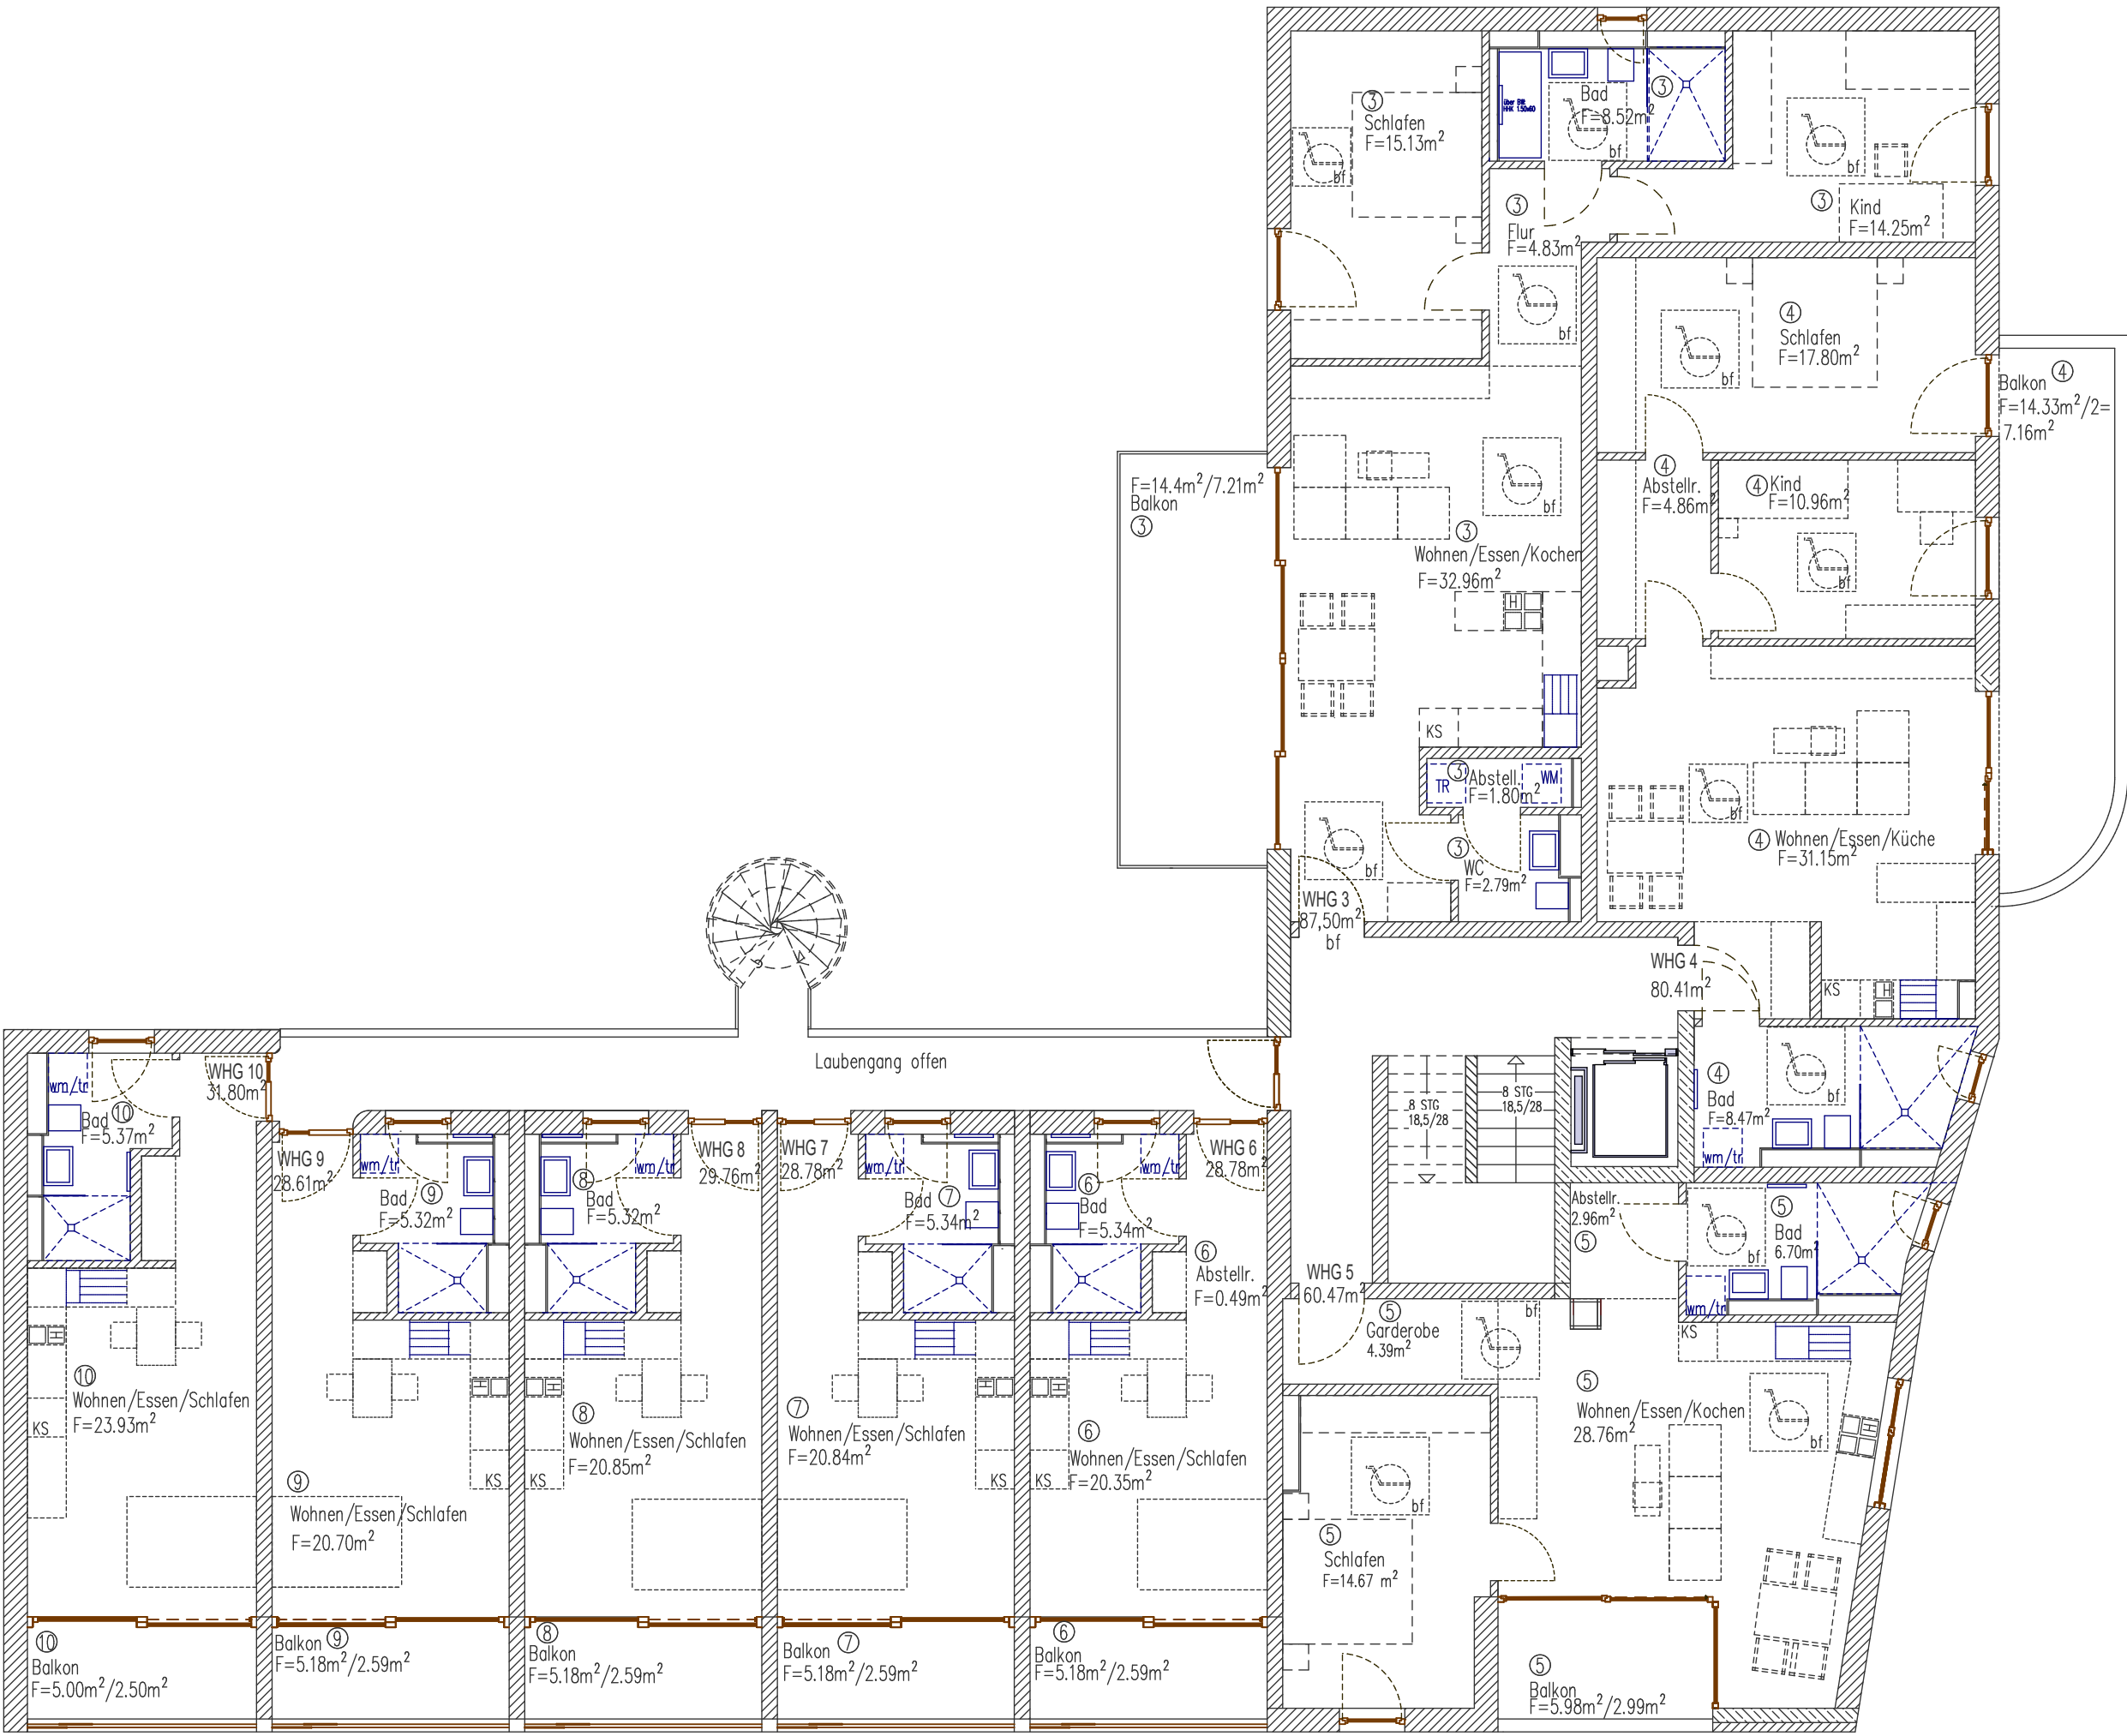 3
Schlafen
F=15.13m²
bf
über BW
HHK 1.50x60
Bad
3
F=8.52m²
bf
bf
3
Kind
F=14.25m²
3
Flur
F=4.83m²
bf
4
Schlafen
F=17.80m²
bf
Balkon 4
F=14.33m²/2=
7.16m²
F=14.4m²/7.21m²
Balkon
3
bf
3
Wohnen/Essen/Kochen
F=32.96m²
H
KS
4
Abstellr.
F=4.86m²
4 Kind
F=10.96m²
bf
3 Abstell.
F=1.80m²
TR
WM
3
WC
F=2.79m²
bf
WHG 3
87,50m²
bf
bf
4 Wohnen/Essen/Küche
F=31.15m²
KS
H
WHG 4
80.41m²
4
Bad
F=8.47m²
bf
wm/tr
8 STG
18,5/28
8 STG
18,5/28
Laubengang offen
WHG 10
31.80m²
wm/tr
Bad 10
F=5.37m²
WHG 9
28.61m²
wm/tr
Bad 9
F=5.32m²
8
Bad
F=5.32m²
wm/tr
WHG 8
29.76m²
WHG 7
28.78m²
wm/tr
Bad 7
F=5.34m²
6
Bad
F=5.34m²
wm/tr
WHG 6
28.78m²
6
Abstellr.
F=0.49m²
Abstellr.
2.96m²
5
5
Bad
6.70m²
bf
wm/tr
KS
WHG 5
60.47m²
5
Garderobe
4.39m²
bf
5
Wohnen/Essen/Kochen
28.76m²
bf
H
H
10
Wohnen/Essen/Schlafen
F=23.93m²
KS
9
Wohnen/Essen/Schlafen
F=20.70m²
H
KS
H
KS
8
Wohnen/Essen/Schlafen
F=20.85m²
7
Wohnen/Essen/Schlafen
F=20.84m²
H
KS
H
KS
6
Wohnen/Essen/Schlafen
F=20.35m²
bf
5
Schlafen
F=14.67 m²
10
Balkon
F=5.00m²/2.50m²
Balkon 9
F=5.18m²/2.59m²
8
Balkon
F=5.18m²/2.59m²
Balkon 7
F=5.18m²/2.59m²
6
Balkon
F=5.18m²/2.59m²
5
Balkon
F=5.98m²/2.99m²